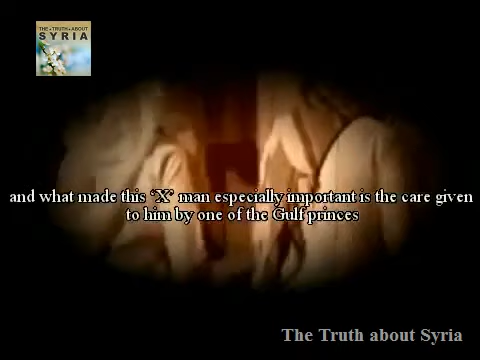 THE•TRUTH•ABOUT
SYRIA
and what made this 'X' man especially important is the care given
to him by one of the Gulf princes
The Truth about Syria